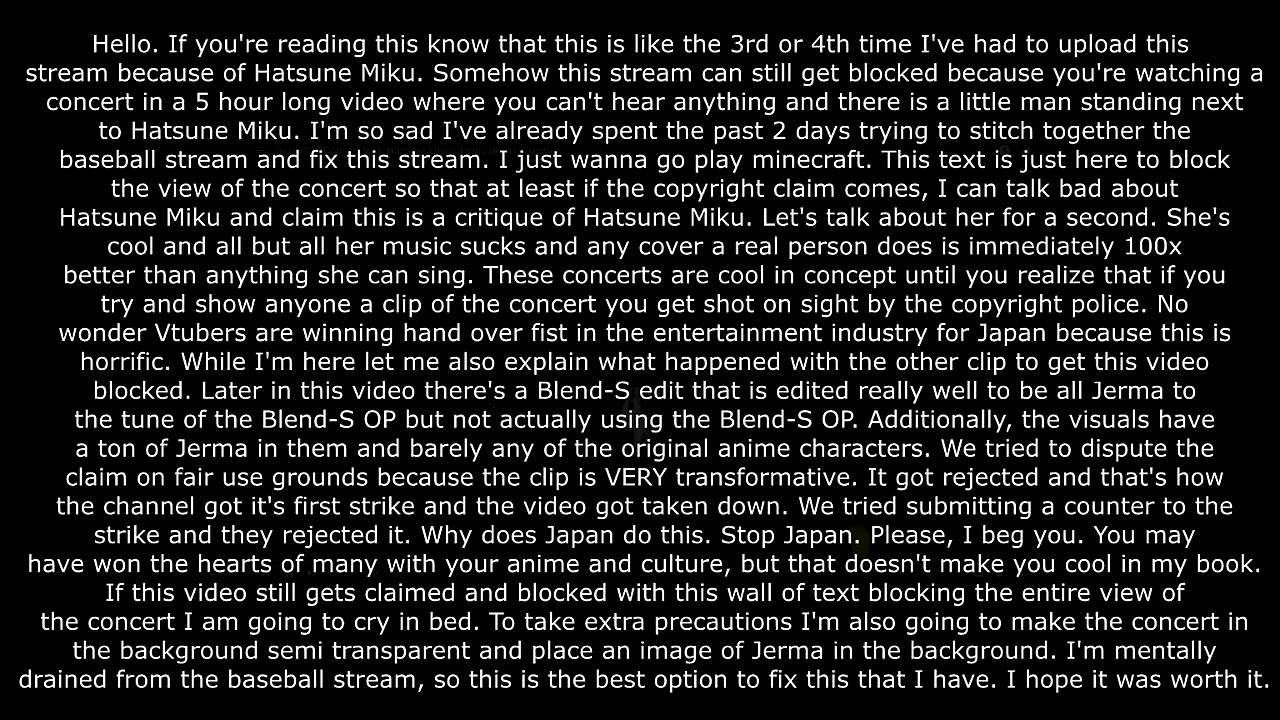 Hello. If you're reading this know that this is like the 3rd or 4th time I've had to upload this
stream because of Hatsune Miku. Somehow this stream can still get blocked because you're watching a
concert in a 5 hour long video where you can't hear anything and there is a little man standing next
to Hatsune Miku. I'm so sad I've already spent the past 2 days trying to stitch together the
baseball stream and fix this stream. I just wanna go play minecraft. This text is just here to block
the view of the concert so that at least if the copyright claim comes, I can talk bad about
Hatsune Miku and claim this is a critique of Hatsune Miku. Let's talk about her for a second. She's
cool and all but all her music sucks and any cover a real person does is immediately 100x
better than anything she can sing. These concerts are cool in concept until you realize that if you
try and show anyone a clip of the concert you get shot on sight by the copyright police. No
wonder Vtubers are winning hand over fist in the entertainment industry for Japan because this is
horrific. While I'm here let me also explain what happened with the other clip to get this video
blocked. Later in this video there's a Blend-S edit that is edited really well to be all Jerma to
the tune of the Blend-S OP but not actually using the Blend-S OP. Additionally, the visuals have
a ton of Jerma in them and barely any of the original anime characters. We tried to dispute the
claim on fair use grounds because the clip is VERY transformative. It got rejected and that's how
the channel got it's first strike and the video got taken down. We tried submitting a counter to the
strike and they rejected it. Why does Japan do this. Stop Japan. Please, I beg you. You may
have won the hearts of many with your anime and culture, but that doesn't make you cool in my book.
If this video still gets claimed and blocked with this wall of text blocking the entire view of
the concert I am going to cry in bed. To take extra precautions I'm also going to make the concert in
the background semi transparent and place an image of Jerma in the background. I'm mentally
drained from the baseball stream, so this is the best option to fix this that I have. I hope it was worth it.